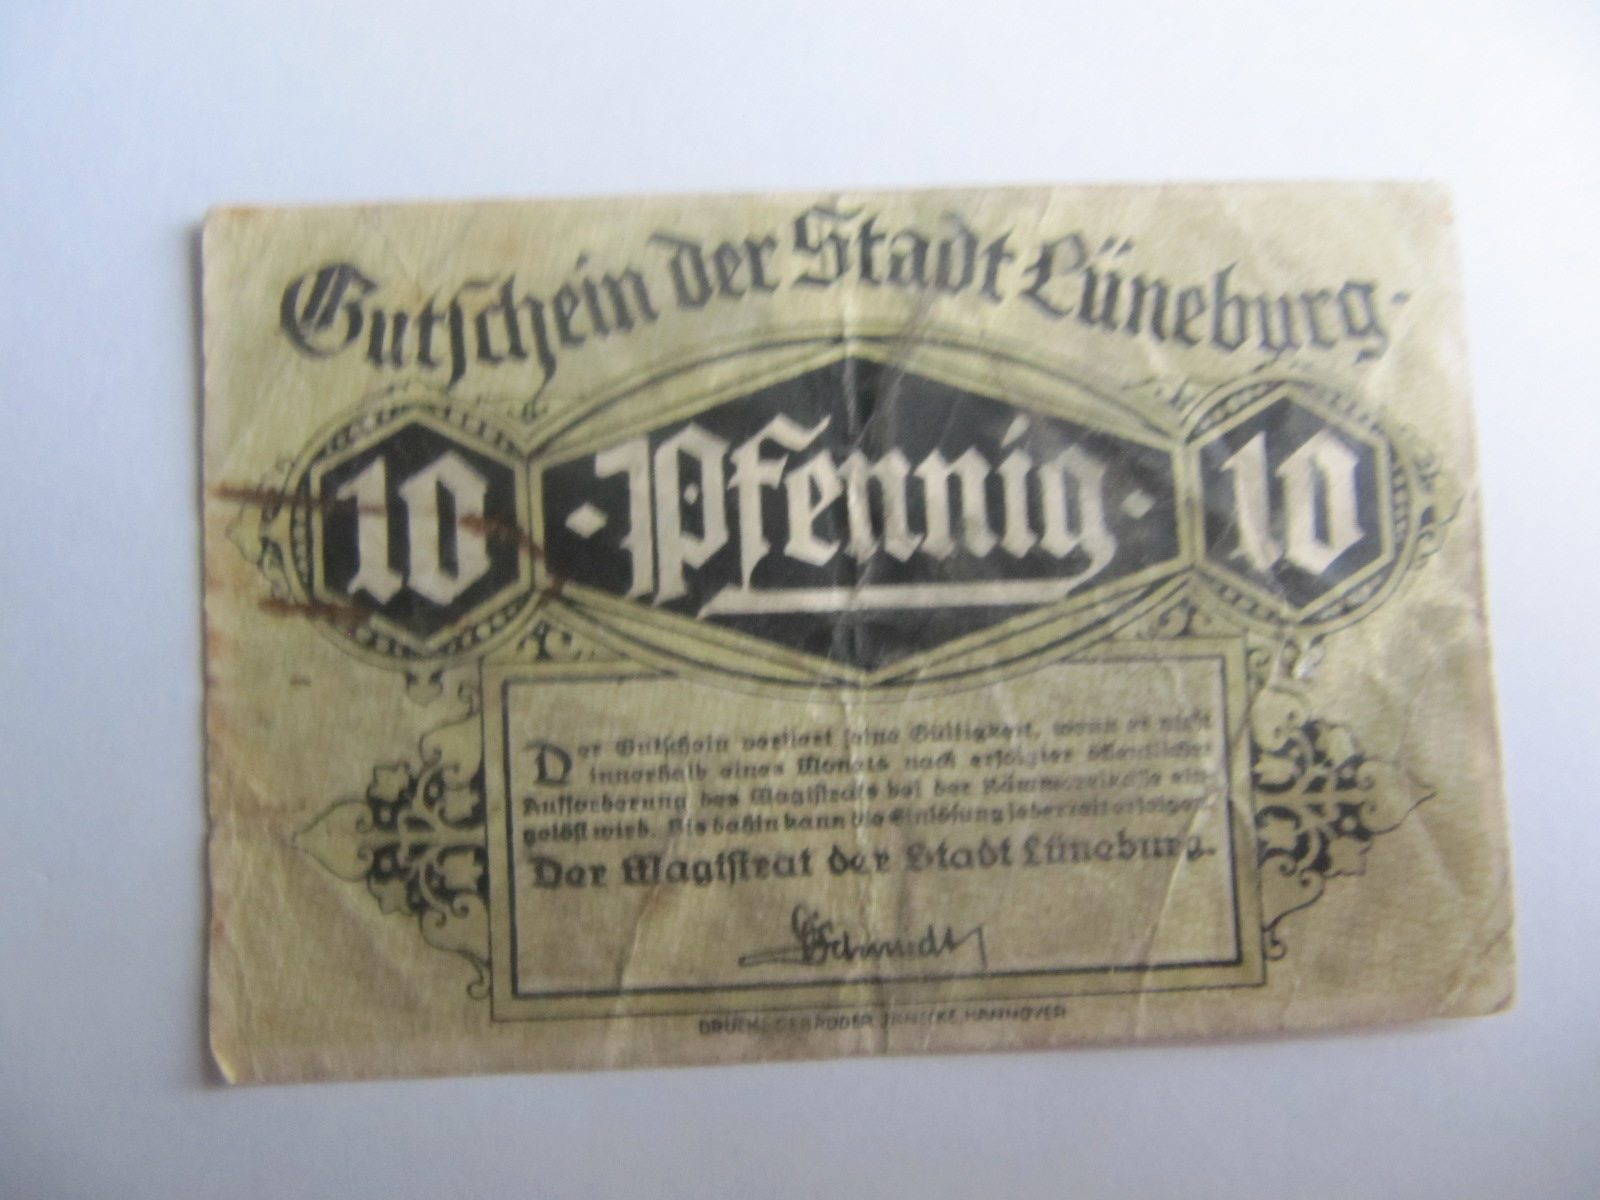 Gutschein der Stadt Lüneburg.
10 Pfennig 10
Der Gutschein verliert seine Gültigkeit, wenn er nicht
innerhalb eines Monats nach erfolgter öffentlicher
Aufforderung des Magistrats bei der Kämmereikasse ein-
gelöst wird. Bis dahin kann die Einlösung jederzeit erfolgen.
Der Magistrat der Stadt Lüneburg.
Schmidt
DRUCK: GEBRÜDER JÄNECKE, HANNOVER